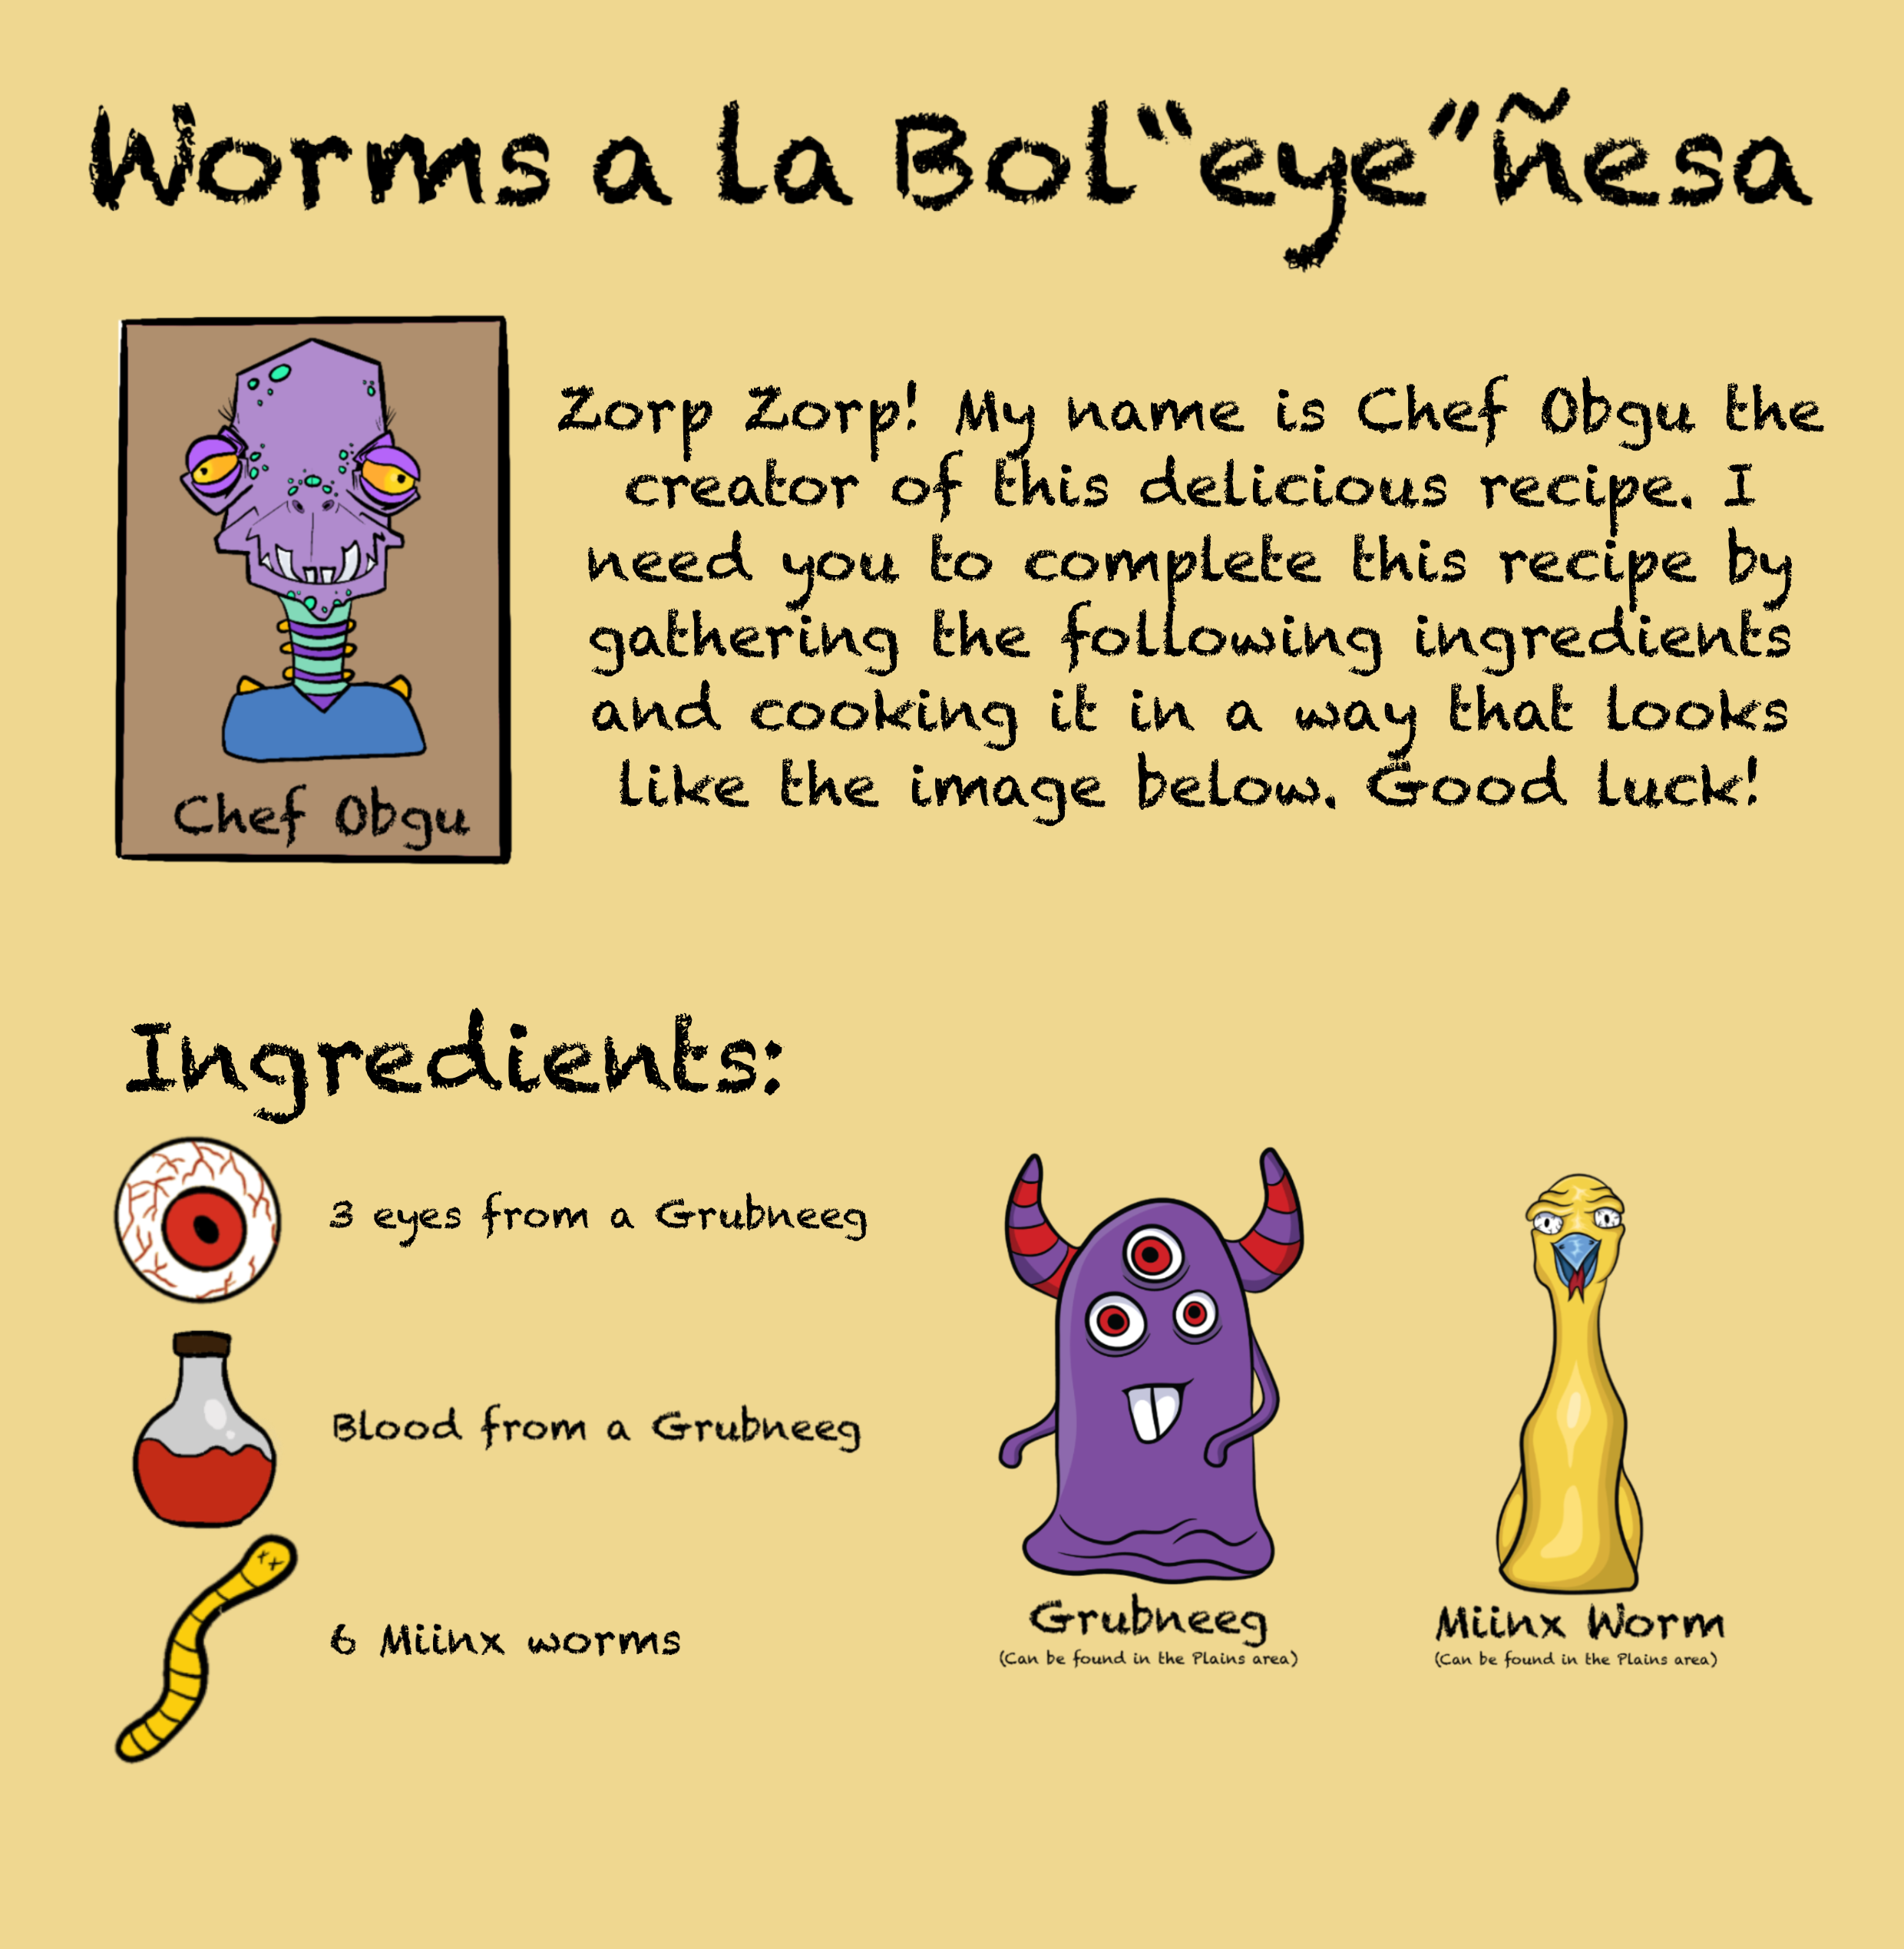 Worms a la Bol“eye”ñesa
Zorp Zorp! My name is Chef Obgu the
creator of this delicious recipe. I
need you to complete this recipe by
gathering the following ingredients
and cooking it in a way that looks
like the image below. Good luck!
Chef Obgu
Ingredients:
3 eyes from a Grubneeg
Blood from a Grubneeg
6 Miinx worms
Grubneeg
(Can be found in the Plains area)
Miinx Worm
(Can be found in the Plains area)